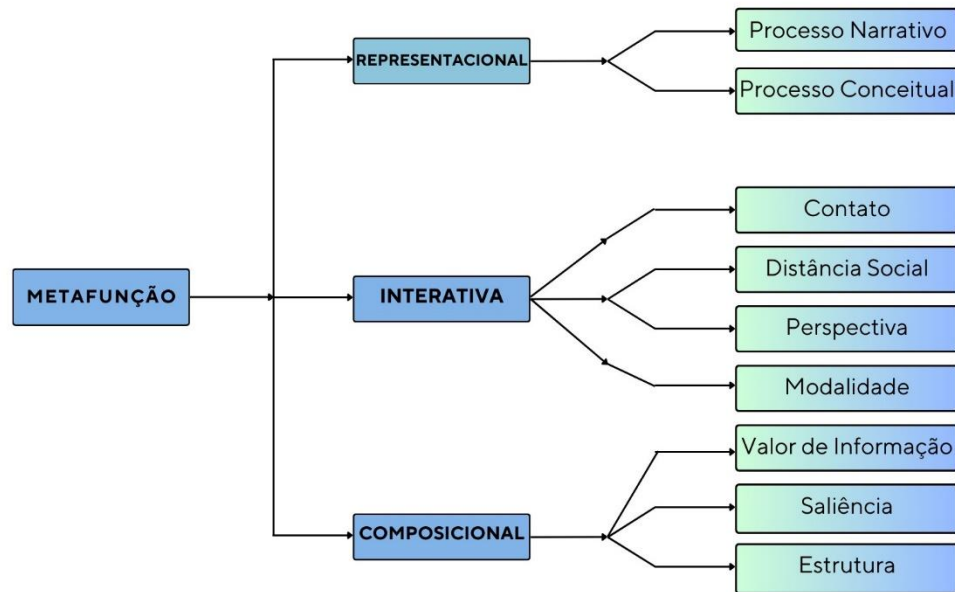 METAFUNÇÃO
REPRESENTACIONAL
Processo Narrativo
Processo Conceitual
INTERATIVA
Contato
Distância Social
Perspectiva
Modalidade
COMPOSICIONAL
Valor de Informação
Saliência
Estrutura